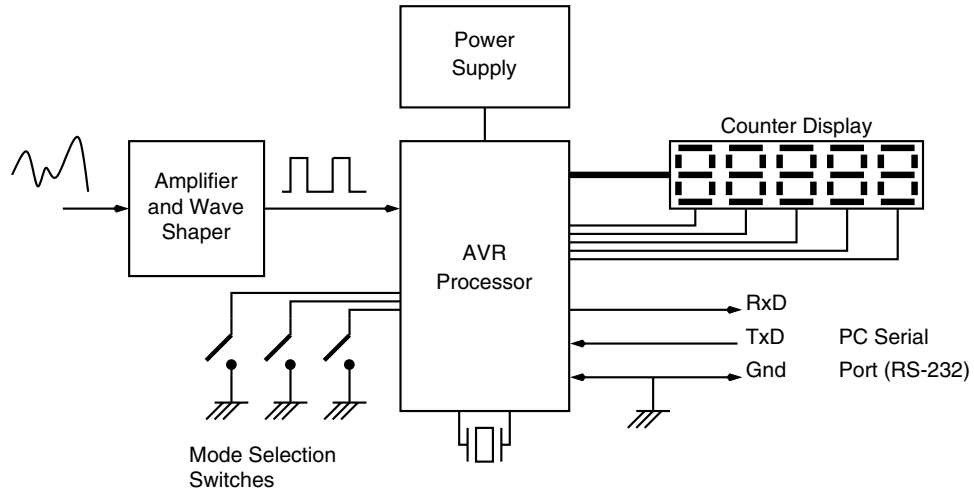 Power
Supply
Counter Display
Amplifier
and Wave
Shaper
AVR
Processor
RxD
TxD
PC Serial
Gnd
Port (RS-232)
Mode Selection
Switches